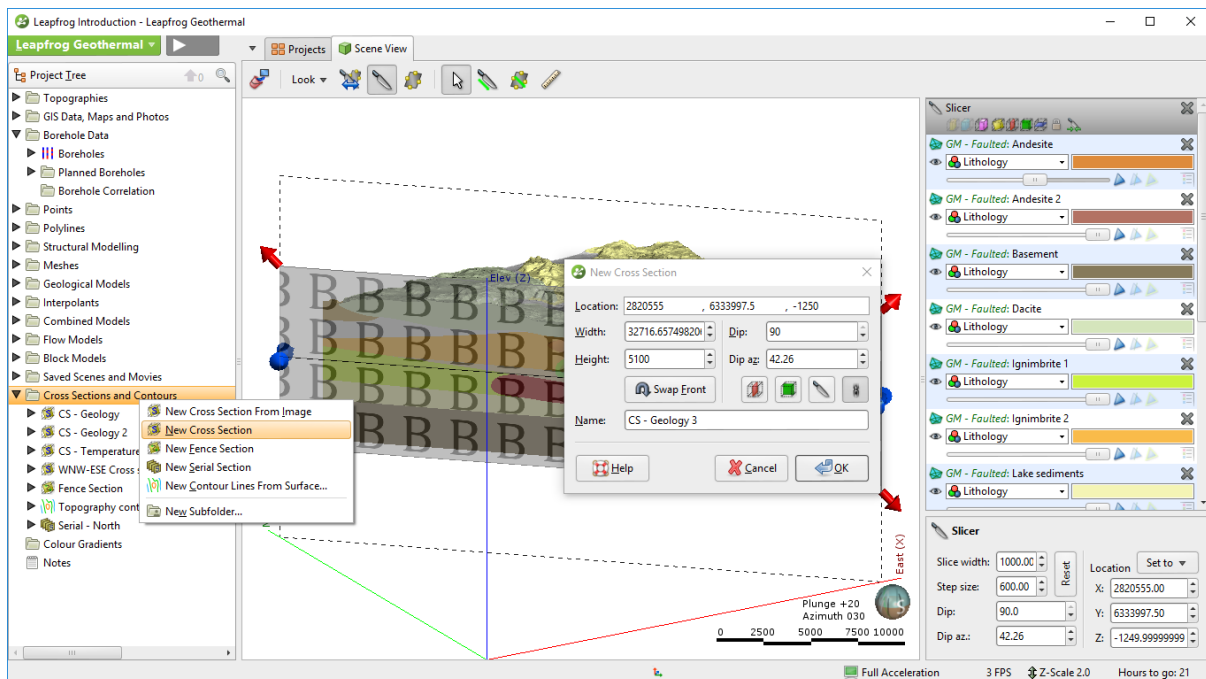 Leapfrog Introduction - Leapfrog Geothermal
Leapfrog Geothermal
Projects
Scene View
Project Tree
0
Look
Topographies
GIS Data, Maps and Photos
Borehole Data
Boreholes
Planned Boreholes
Borehole Correlation
Points
Polylines
Structural Modelling
Meshes
Geological Models
Interpolants
Combined Models
Flow Models
Block Models
Saved Scenes and Movies
Cross Sections and Contours
CS - Geology
CS - Geology 2
CS - Temperature
WNW-ESE Cross
Fence Section
Topography cont
Serial - North
Colour Gradients
Notes
New Cross Section From Image
New Cross Section
New Fence Section
New Serial Section
New Contour Lines From Surface...
New Subfolder...
Elev (Z)
B B B B B B
B B B B B B
B B B B B B
B B B B B B
New Cross Section
Location: 2820555 , 6333997.5 , -1250
Width: 32716.657498206 Dip: 90
Height: 5100 Dip az: 42.26
Swap Front
Name: CS - Geology 3
Help Cancel OK
East (X)
Plunge +20
Azimuth 030
S
0 2500 5000 7500 10000
Slicer
GM - Faulted: Andesite
Lithology
GM - Faulted: Andesite 2
Lithology
GM - Faulted: Basement
Lithology
GM - Faulted: Dacite
Lithology
GM - Faulted: Ignimbrite 1
Lithology
GM - Faulted: Ignimbrite 2
Lithology
GM - Faulted: Lake sediments
Lithology
Slicer
Slice width: 1000.00 Reset Location Set to
Step size: 600.00 X: 2820555.00
Dip: 90.0 Y: 6333997.50
Dip az.: 42.26 Z: -1249.99999999
Full Acceleration 3 FPS Z-Scale 2.0 Hours to go: 21